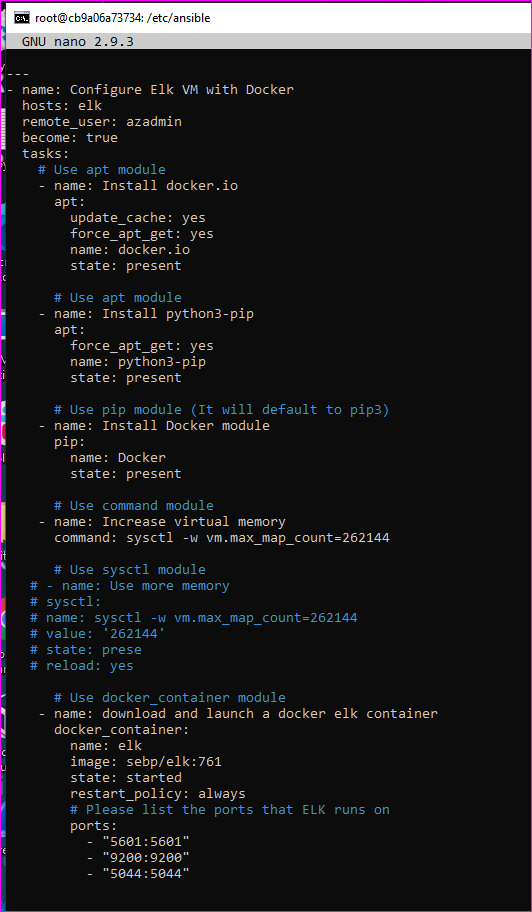 root@cb9a06a73734: /etc/ansible
GNU nano 2.9.3
---
- name: Configure Elk VM with Docker
  hosts: elk
  remote_user: azadmin
  become: true
  tasks:
    # Use apt module
    - name: Install docker.io
      apt:
        update_cache: yes
        force_apt_get: yes
        name: docker.io
        state: present

      # Use apt module
    - name: Install python3-pip
      apt:
        force_apt_get: yes
        name: python3-pip
        state: present

      # Use pip module (It will default to pip3)
    - name: Install Docker module
      pip:
        name: Docker
        state: present

      # Use command module
    - name: Increase virtual memory
      command: sysctl -w vm.max_map_count=262144

      # Use sysctl module
   # - name: Use more memory
   # sysctl:
   # name: sysctl -w vm.max_map_count=262144
   # value: '262144'
   # state: prese
   # reload: yes

      # Use docker_container module
    - name: download and launch a docker elk container
      docker_container:
        name: elk
        image: sebp/elk:761
        state: started
        restart_policy: always
        # Please list the ports that ELK runs on
        ports:
          - "5601:5601"
          - "9200:9200"
          - "5044:5044"